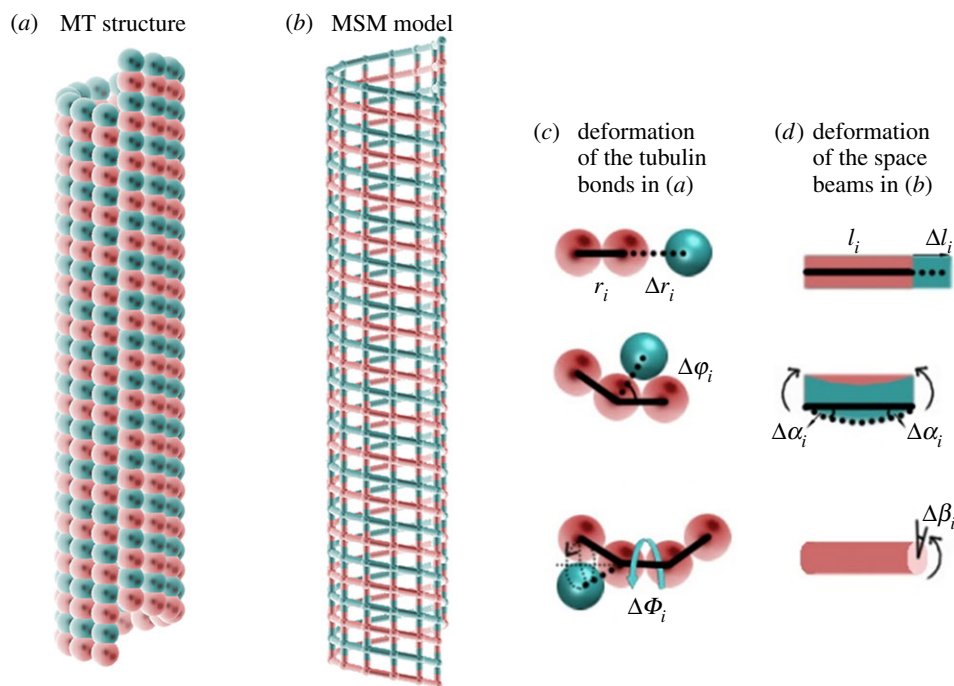 (a) MT structure
(b) MSM model
(c) deformation
of the tubulin
bonds in (a)
(d) deformation
of the space
beams in (b)
r_i Δr_i
Δφ_i
ΔΦ_i
l_i Δl_i
Δα_i Δα_i
Δβ_i